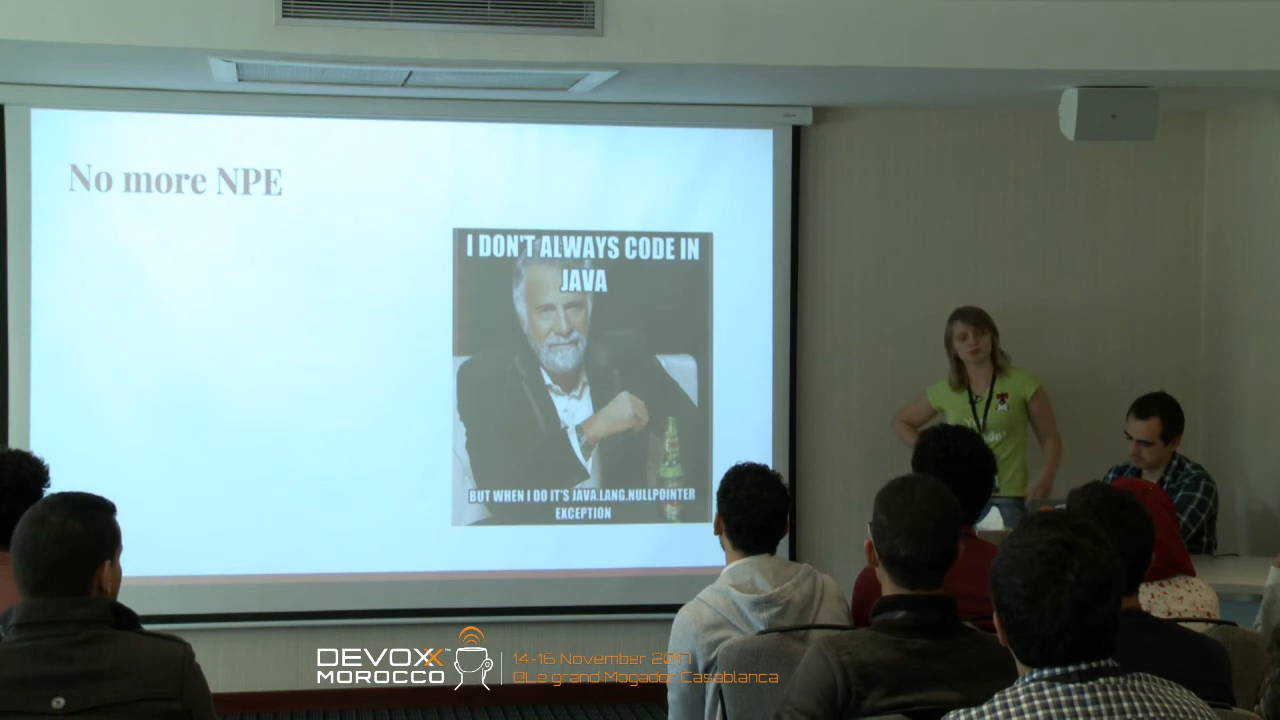 No more NPE
I DON'T ALWAYS CODE IN
JAVA
BUT WHEN I DO IT'S JAVA.LANG.NULLPOINTER
EXCEPTION
DEVOXX™
MOROCCO
14-16 November 2017
@Le grand Mogador Casablanca